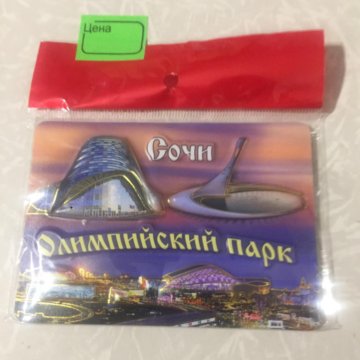 Цена
Сочи
Олимпийский парк